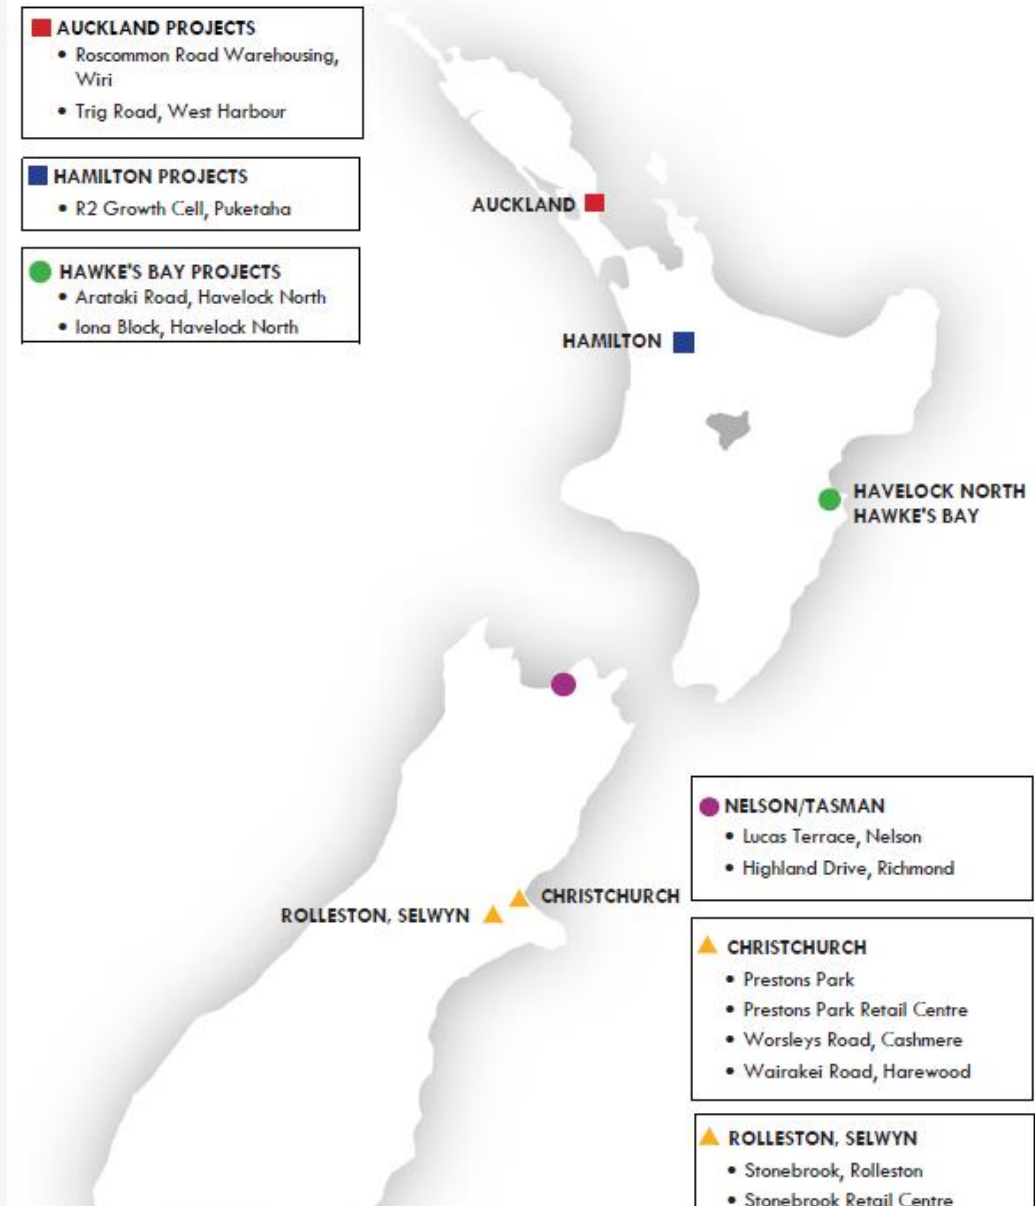 AUCKLAND PROJECTS
• Roscommon Road Warehousing,
Wiri
• Trig Road, West Harbour
HAMILTON PROJECTS
• R2 Growth Cell, Puketaha
HAWKE'S BAY PROJECTS
• Arataki Road, Havelock North
• Iona Block, Havelock North
AUCKLAND
HAMILTON
HAVELOCK NORTH
HAWKE'S BAY
CHRISTCHURCH
ROLLESTON, SELWYN
NELSON/TASMAN
• Lucas Terrace, Nelson
• Highland Drive, Richmond
CHRISTCHURCH
• Prestons Park
• Prestons Park Retail Centre
• Worsleys Road, Cashmere
• Wairakei Road, Harewood
ROLLESTON, SELWYN
• Stonebrook, Rolleston
• Stonebrook Retail Centre